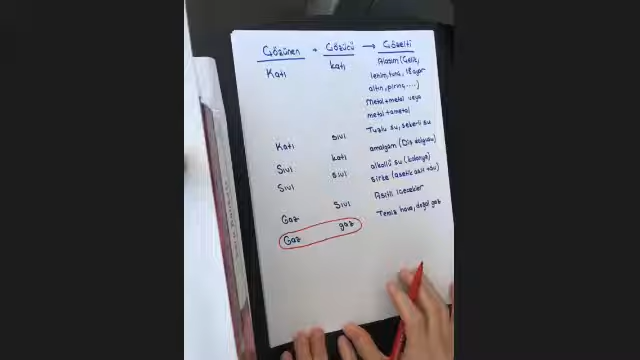 Çözünen + Çözücü → Çözelti
Katı katı Alaşım (Çelik,
lehim, tunç, 18 ayar
altın, pirinç, ....)
Metal+metal veya
metal+ametal
Katı sıvı Tuzlu su, şekerli su
Sıvı katı amalgam (Diş dolgusu)
Sıvı sıvı alkollü su (kolonya)
sirke (asetik asit + su)
Gaz Sıvı Asitli içecekler
Gaz gaz Temiz hava, doğal gaz